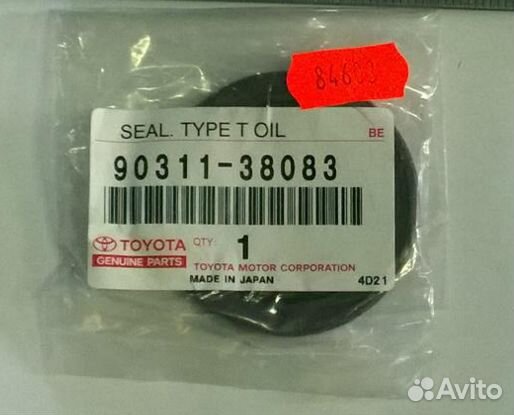 84603
SEAL. TYPE T OIL BE
90311-38083
TOYOTA QTY: 1
GENUINE PARTS
TOYOTA MOTOR CORPORATION
MADE IN JAPAN 4D21
Avito